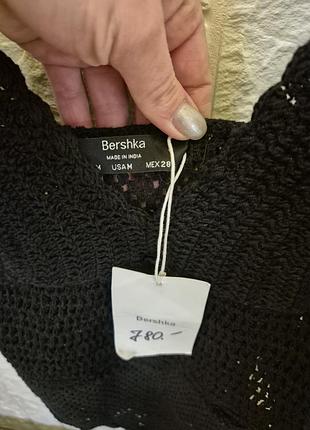 Bershka
MADE IN INDIA
M USA M MEX 28
Bershka
780.-